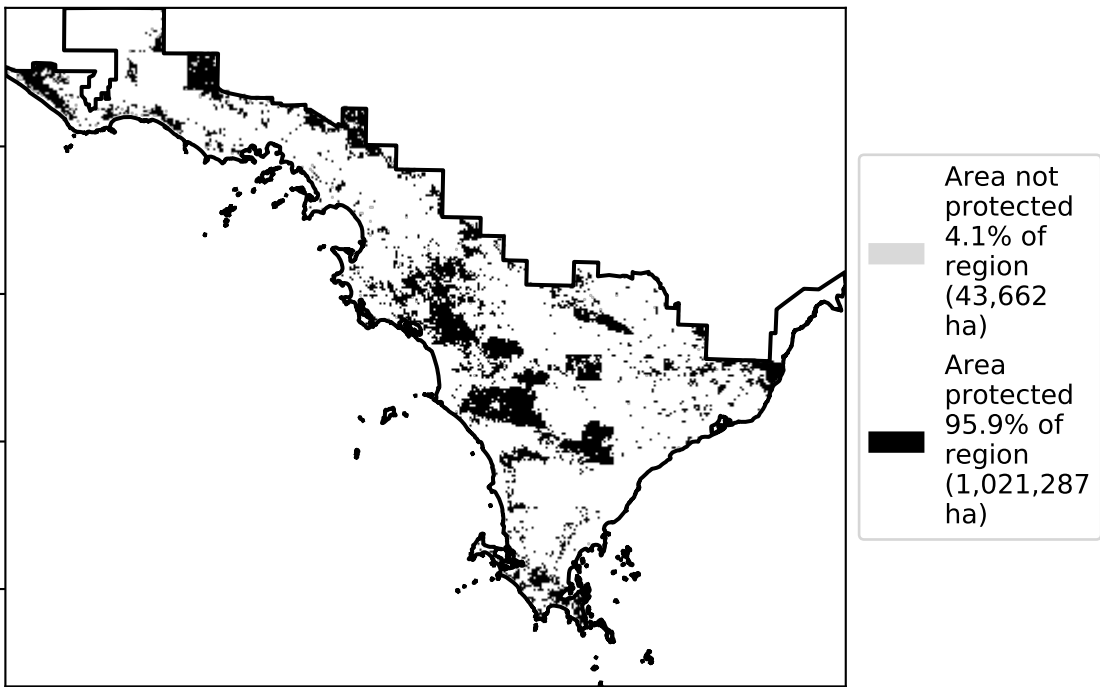 Area not
protected
4.1% of
region
(43,662
ha)
Area
protected
95.9% of
region
(1,021,287
ha)